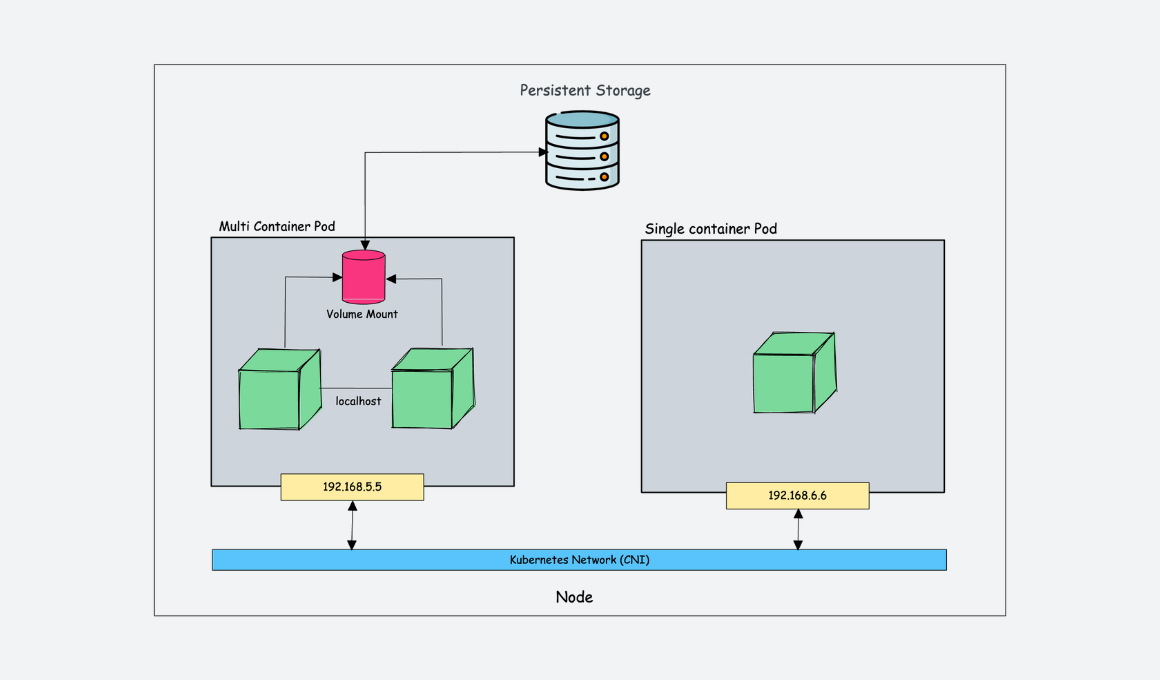 Persistent Storage
Multi Container Pod
Single container Pod
Volume Mount
localhost
192.168.5.5
192.168.6.6
Kubernetes Network (CNI)
Node